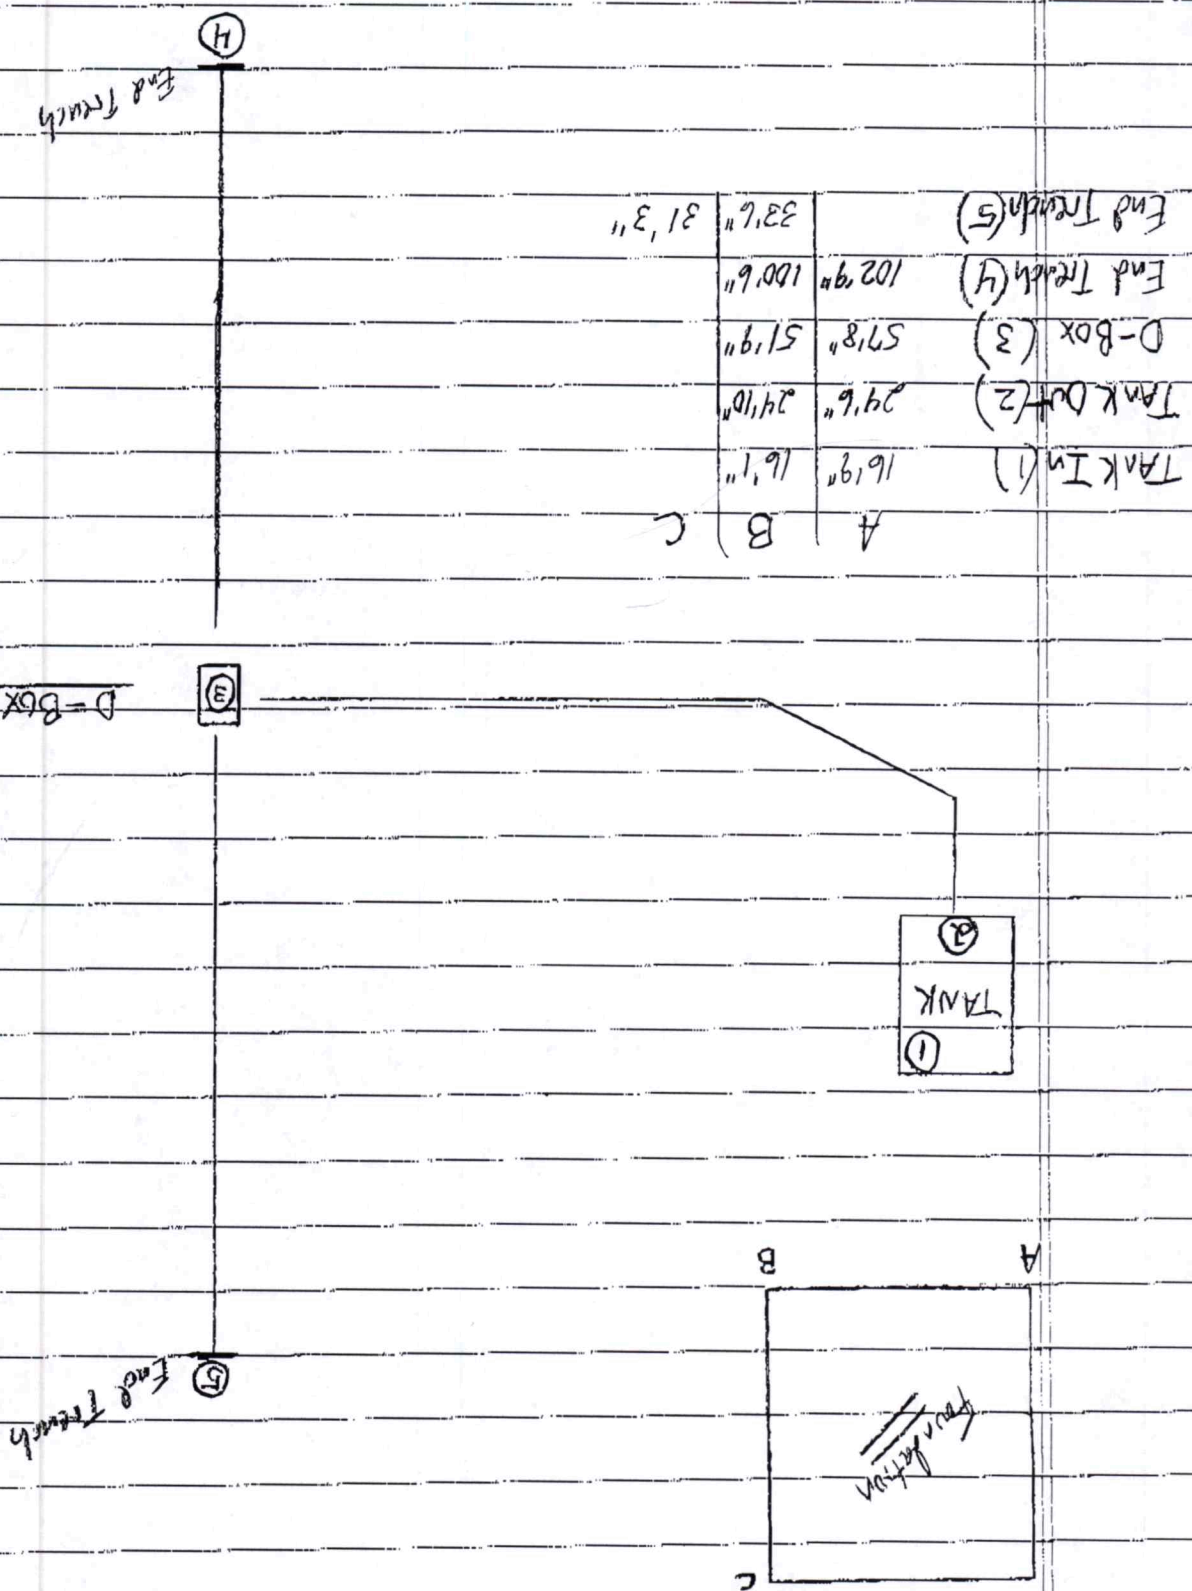 C
Foundation
A B
⑤ End Trench
①
TANK
②
③ D-Box
A B C
TANK In (1) 16'9" 16'1"
TANK Out (2) 24'6" 24'10"
D-Box (3) 57'8" 51'9"
End Trench (4) 102'9" 100'6"
End Trench (5) 33'6" 31'3"
④
End Trench